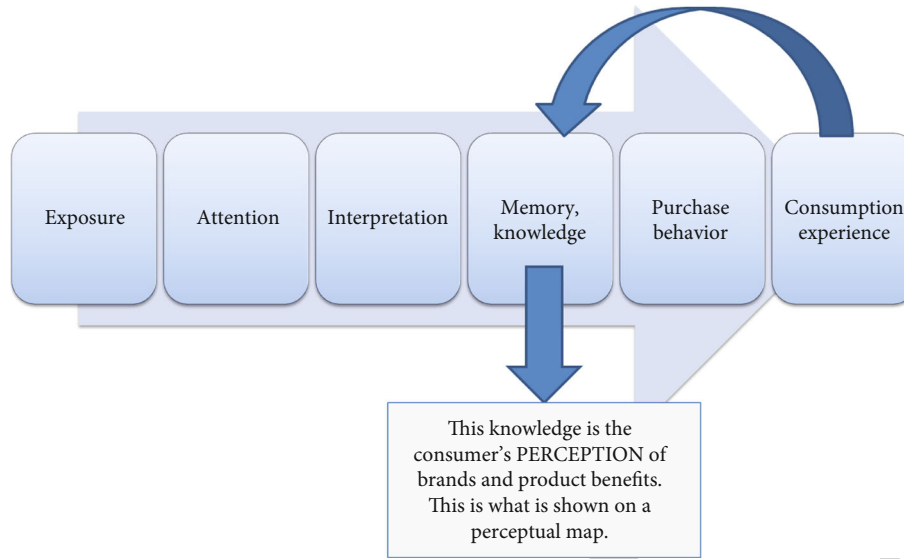 Exposure
Attention
Interpretation
Memory,
knowledge
Purchase
behavior
Consumption
experience
This knowledge is the
consumer’s PERCEPTION of
brands and product benefits.
This is what is shown on a
perceptual map.